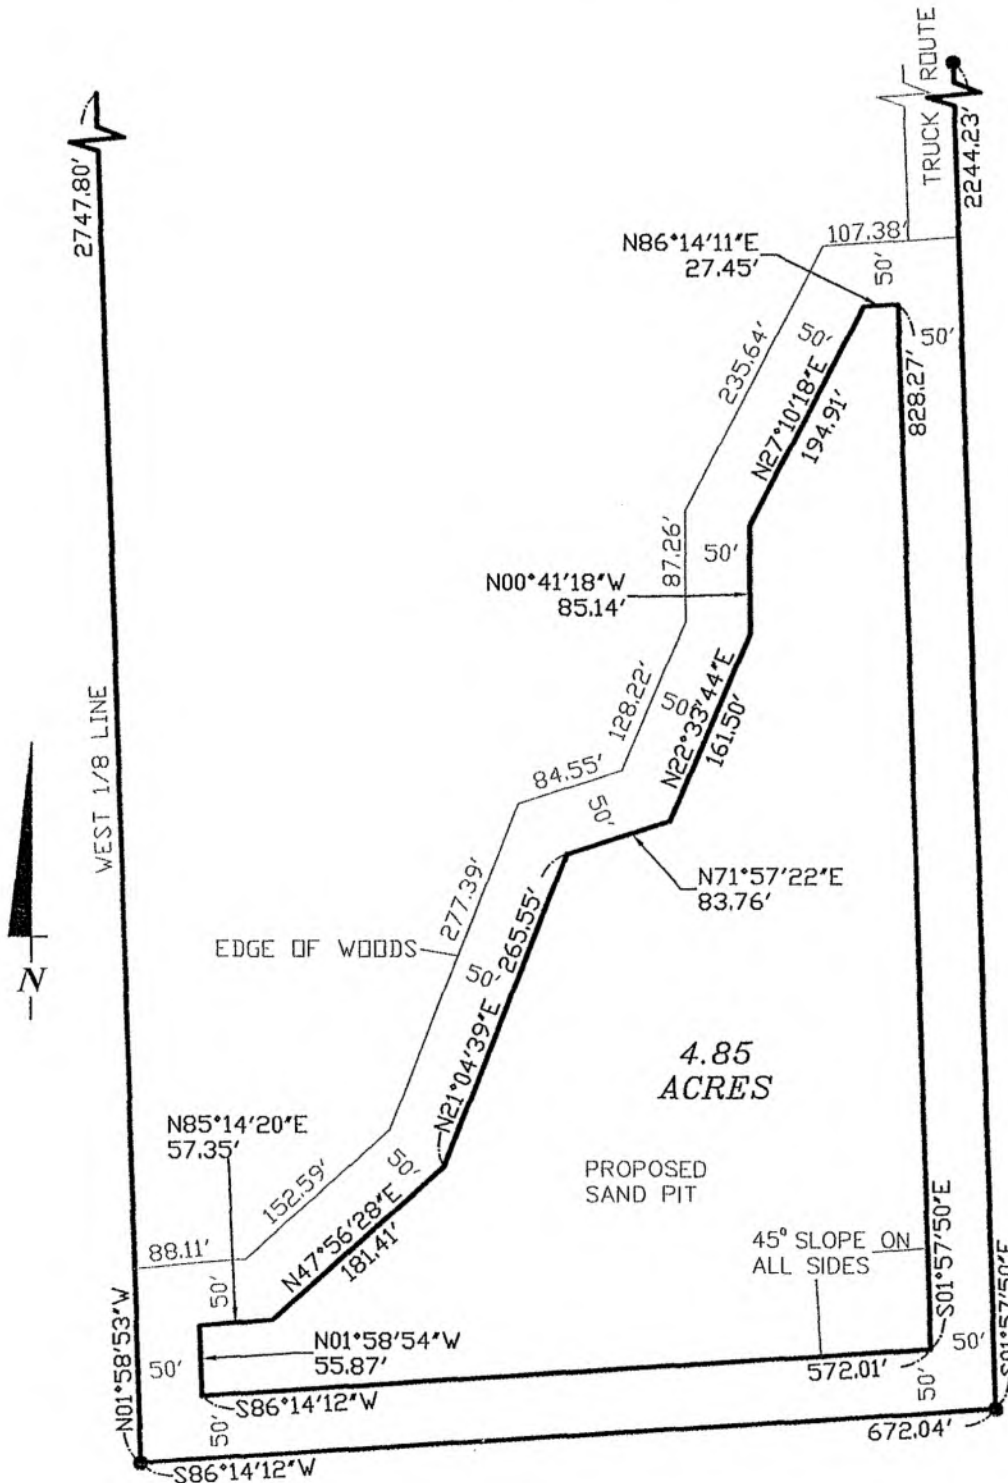 TRUCK ROUTE
2244.23'
2747.80'
107.38'
N86°14'11"E
27.45'
50'
50'
50'
235.64'
N27°10'18"E
194.91'
828.27'
87.26'
50'
N00°41'18"W
85.14'
128.22'
50'
N22°33'44"E
161.50'
WEST 1/8 LINE
84.55'
50'
N71°57'22"E
83.76'
277.39'
265.55'
EDGE OF WOODS
50'
N21°04'39"E
N
4.85
ACRES
N85°14'20"E
57.35'
152.59'
50'
PROPOSED
SAND PIT
N47°56'28"E
181.41'
88.11'
45° SLOPE ON
ALL SIDES
S01°57'50"E
S01°57'50"E
50'
N01°58'54"W
55.87'
N01°58'53"W
50'
50'
572.01'
50'
S86°14'12"W
50'
672.04'
S86°14'12"W